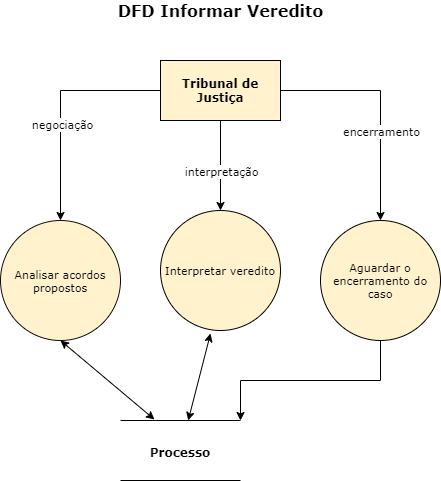 DFD Informar Veredito
Tribunal de
Justiça
negociação
encerramento
interpretação
Analisar acordos
propostos
Interpretar veredito
Aguardar o
encerramento do
caso
Processo